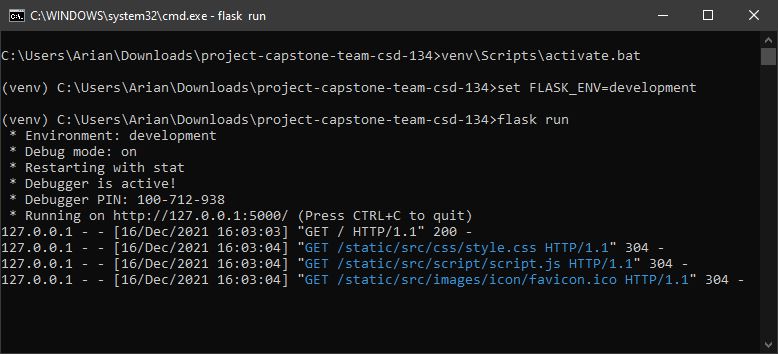 C:\WINDOWS\system32\cmd.exe - flask run
C:\Users\Arian\Downloads\project-capstone-team-csd-134>venv\Scripts\activate.bat
(venv) C:\Users\Arian\Downloads\project-capstone-team-csd-134>set FLASK_ENV=development
(venv) C:\Users\Arian\Downloads\project-capstone-team-csd-134>flask run
 * Environment: development
 * Debug mode: on
 * Restarting with stat
 * Debugger is active!
 * Debugger PIN: 100-712-938
 * Running on http://127.0.0.1:5000/ (Press CTRL+C to quit)
127.0.0.1 - - [16/Dec/2021 16:03:03] "GET / HTTP/1.1" 200 -
127.0.0.1 - - [16/Dec/2021 16:03:04] "GET /static/src/css/style.css HTTP/1.1" 304 -
127.0.0.1 - - [16/Dec/2021 16:03:04] "GET /static/src/script/script.js HTTP/1.1" 304 -
127.0.0.1 - - [16/Dec/2021 16:03:04] "GET /static/src/images/icon/favicon.ico HTTP/1.1" 304 -